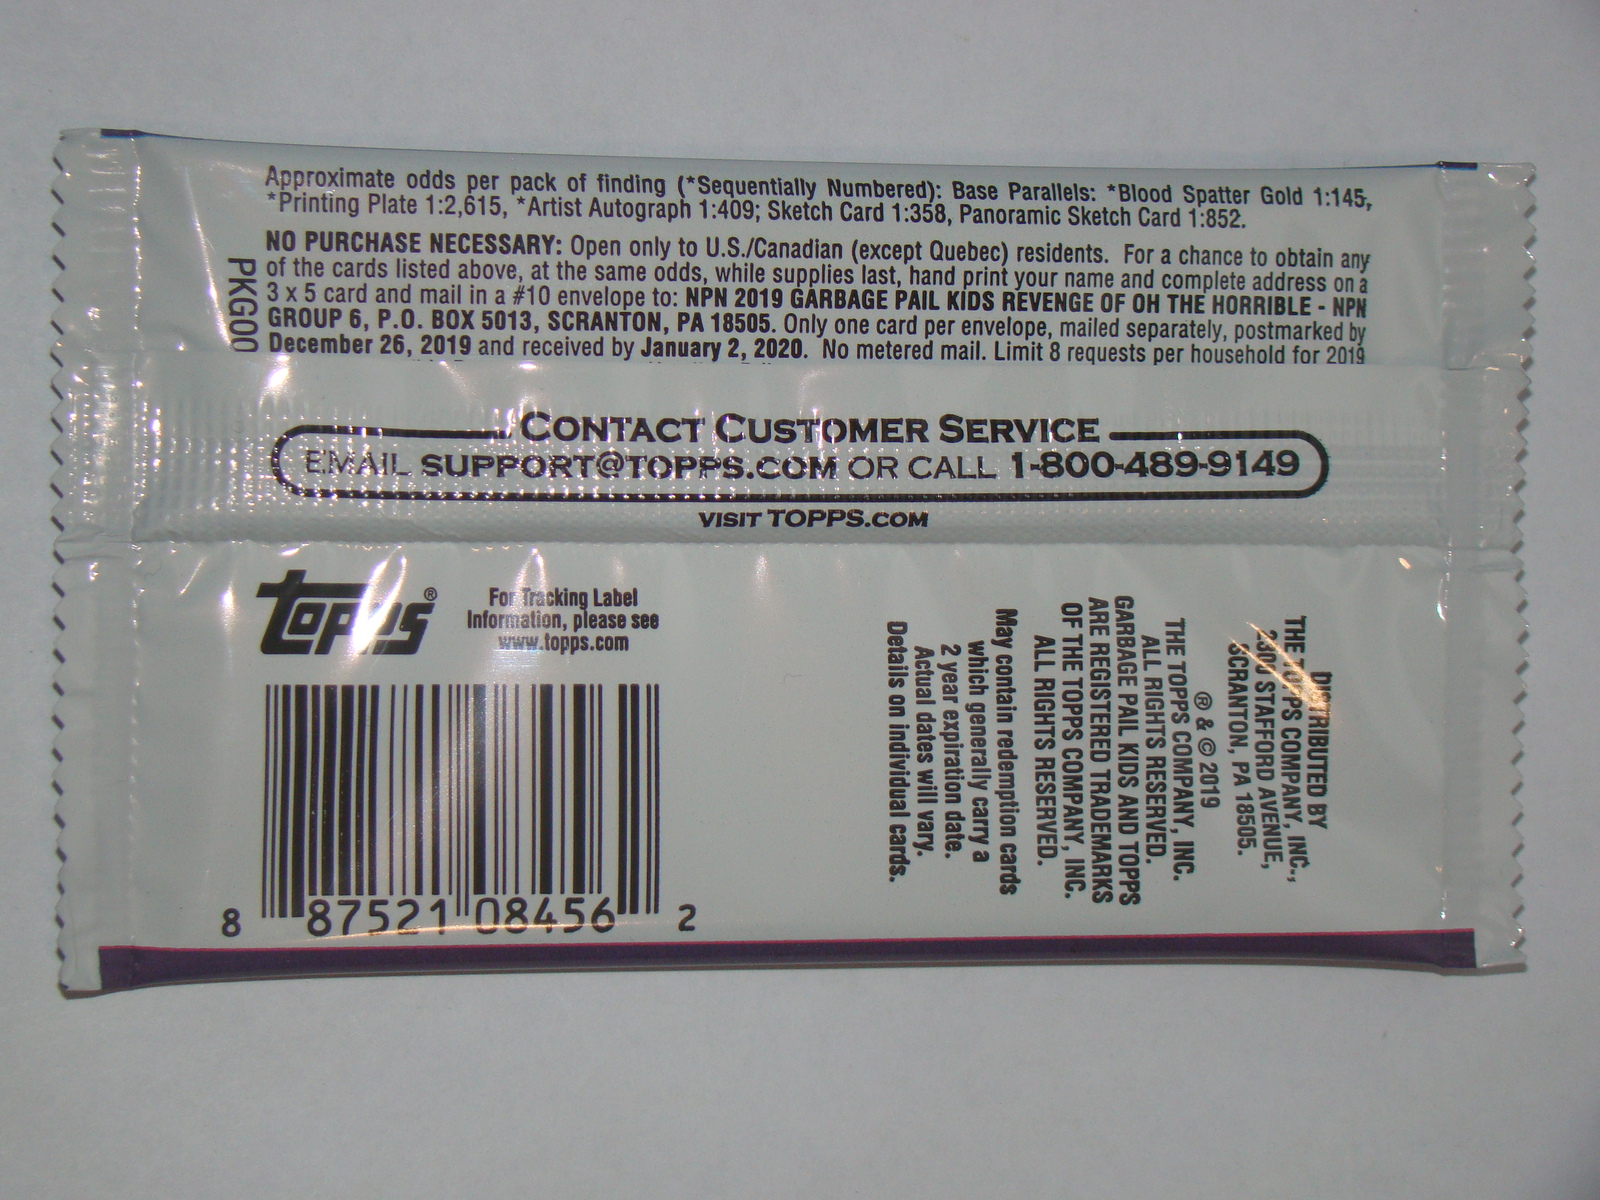 Approximate odds per pack of finding (*Sequentially Numbered): Base Parallels: *Blood Spatter Gold 1:145,
*Printing Plate 1:2,615, *Artist Autograph 1:409; Sketch Card 1:358, Panoramic Sketch Card 1:852.
NO PURCHASE NECESSARY: Open only to U.S./Canadian (except Quebec) residents. For a chance to obtain any
of the cards listed above, at the same odds, while supplies last, hand print your name and complete address on a
3 x 5 card and mail in a #10 envelope to: NPN 2019 GARBAGE PAIL KIDS REVENGE OF OH THE HORRIBLE - NPN
GROUP 6, P.O. BOX 5013, SCRANTON, PA 18505. Only one card per envelope, mailed separately, postmarked by
December 26, 2019 and received by January 2, 2020. No metered mail. Limit 8 requests per household for 2019
PKG00
CONTACT CUSTOMER SERVICE
EMAIL SUPPORT@TOPPS.COM OR CALL 1-800-489-9149
VISIT TOPPS.COM
topps®
For Tracking Label
Information, please see
www.topps.com
8 87521 08456 2
DISTRIBUTED BY
THE TOPPS COMPANY, INC.,
2300 STAFFORD AVENUE,
SCRANTON, PA 18505.
® & © 2019
THE TOPPS COMPANY, INC.
ALL RIGHTS RESERVED.
GARBAGE PAIL KIDS AND TOPPS
ARE REGISTERED TRADEMARKS
OF THE TOPPS COMPANY, INC.
ALL RIGHTS RESERVED.
May contain redemption cards
which generally carry a
2 year expiration date.
Actual dates will vary.
Details on individual cards.